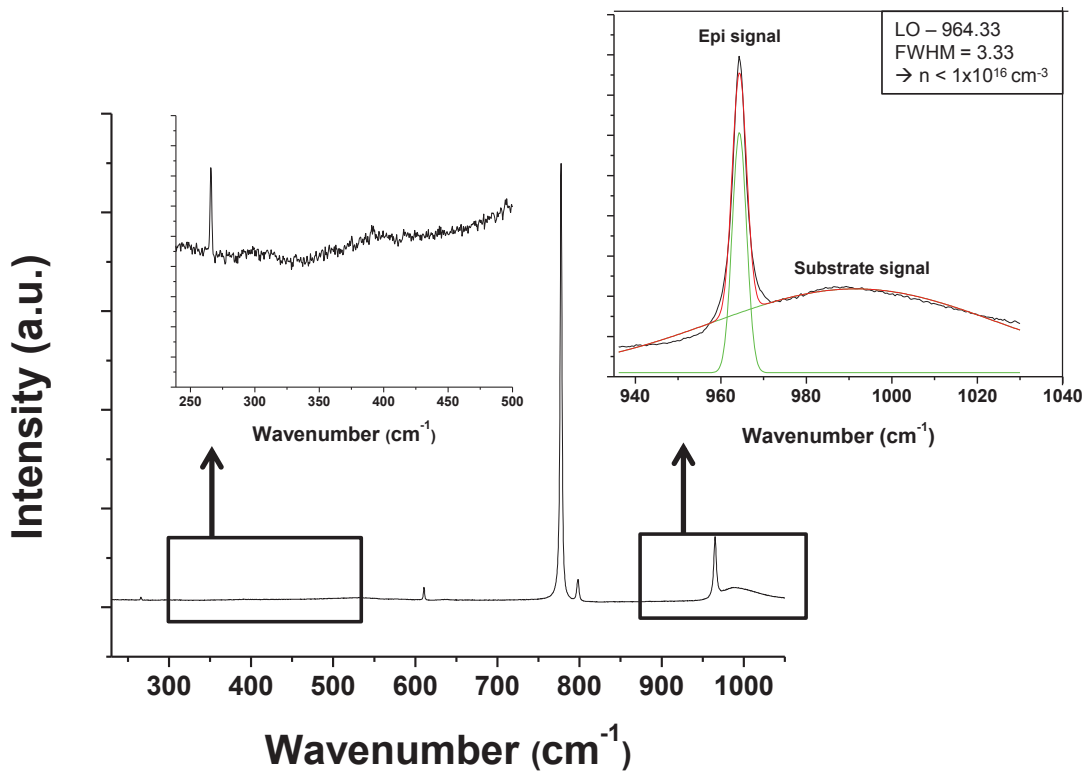 LO – 964.33
FWHM = 3.33
→ n < 1x10¹⁶ cm⁻³
Epi signal
Substrate signal
250 300 350 400 450 500
Wavenumber (cm⁻¹)
940 960 980 1000 1020 1040
Wavenumber (cm⁻¹)
Intensity (a.u.)
300 400 500 600 700 800 900 1000
Wavenumber (cm⁻¹)